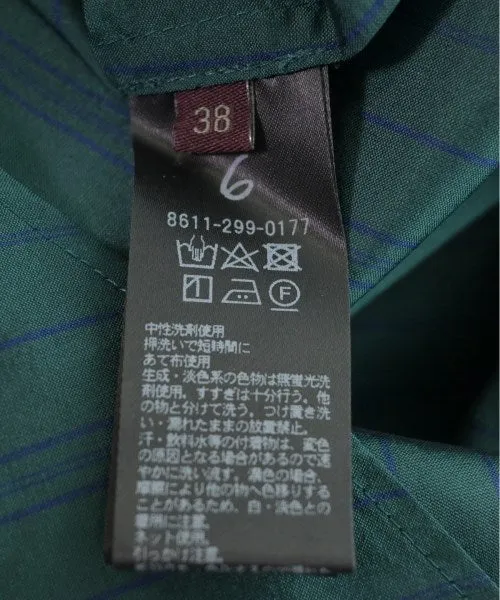 38
6
8611-299-0177
F
中性洗剤使用
押洗いで短時間に
あて布使用
生成・淡色系の色物は無蛍光洗
剤使用。すすぎは十分行う。他
の物と分けて洗う。つけ置き洗
い・濡れたままの放置禁止。
汗・飲料水等の付着物は、変色
の原因となる場合があるので速
やかに洗い流す。濃色の場合、
摩擦により他の物へ色移りする
ことがあるため、白・淡色との
着用に注意。
ネット使用。
引っかけ注意。